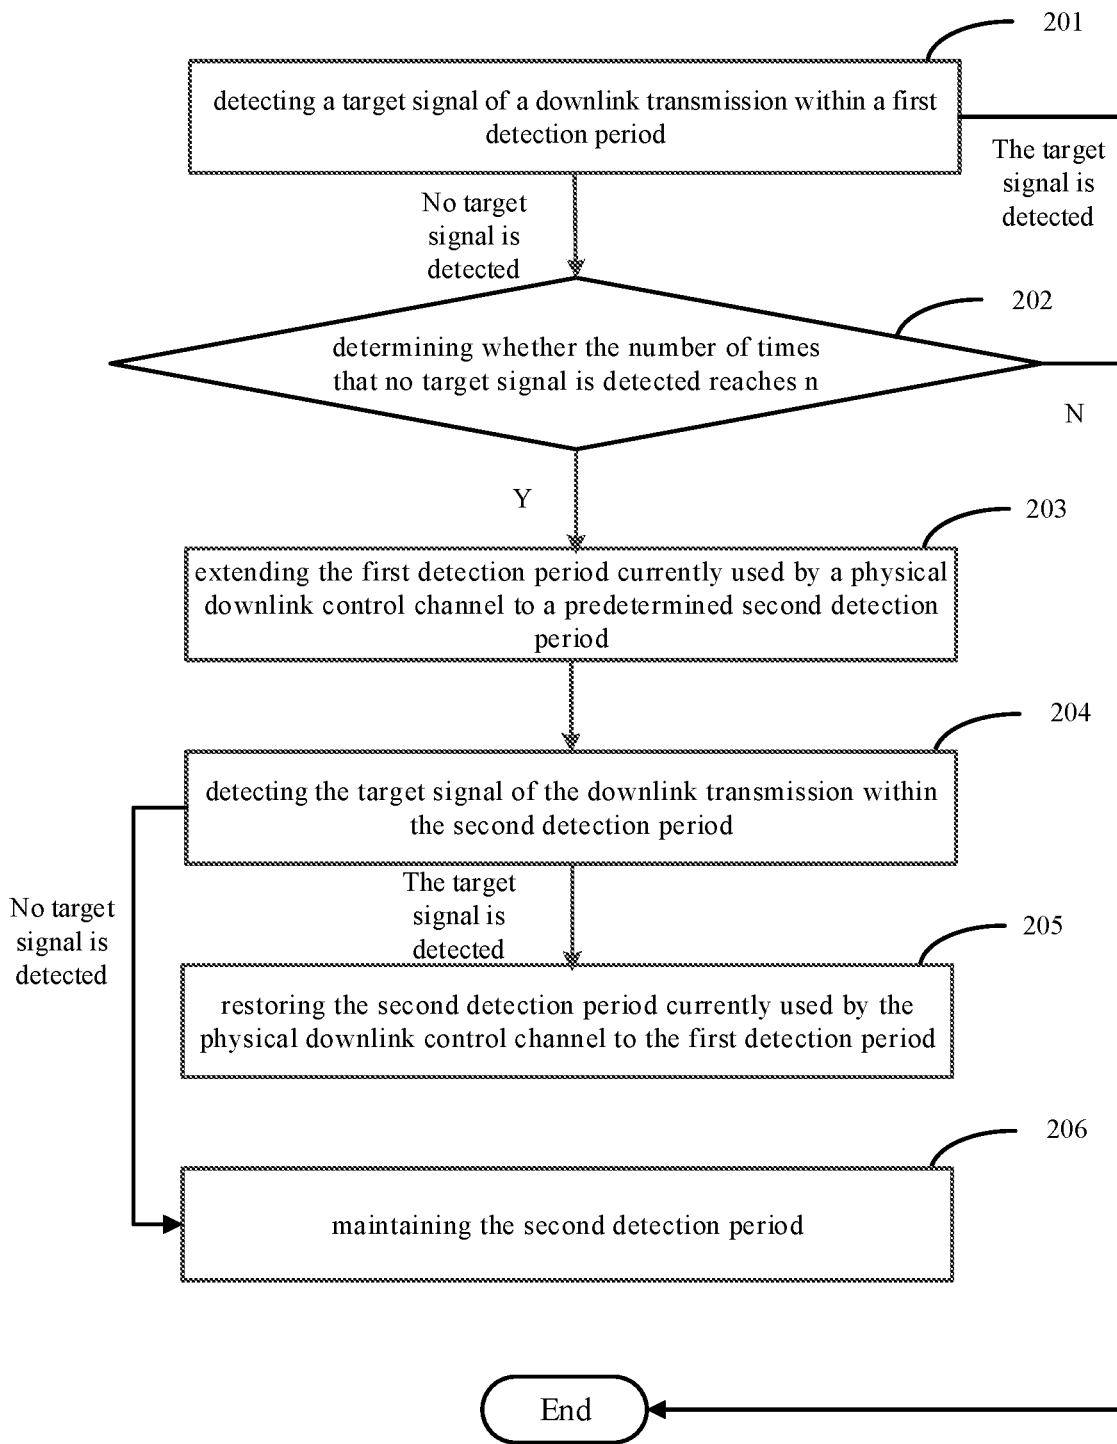 201
detecting a target signal of a downlink transmission within a first
detection period
The target
signal is
detected
No target
signal is
detected
202
determining whether the number of times
that no target signal is detected reaches n
N
Y
203
extending the first detection period currently used by a physical
downlink control channel to a predetermined second detection
period
204
detecting the target signal of the downlink transmission within
the second detection period
The target
signal is
detected
No target
signal is
detected
205
restoring the second detection period currently used by the
physical downlink control channel to the first detection period
206
maintaining the second detection period
End